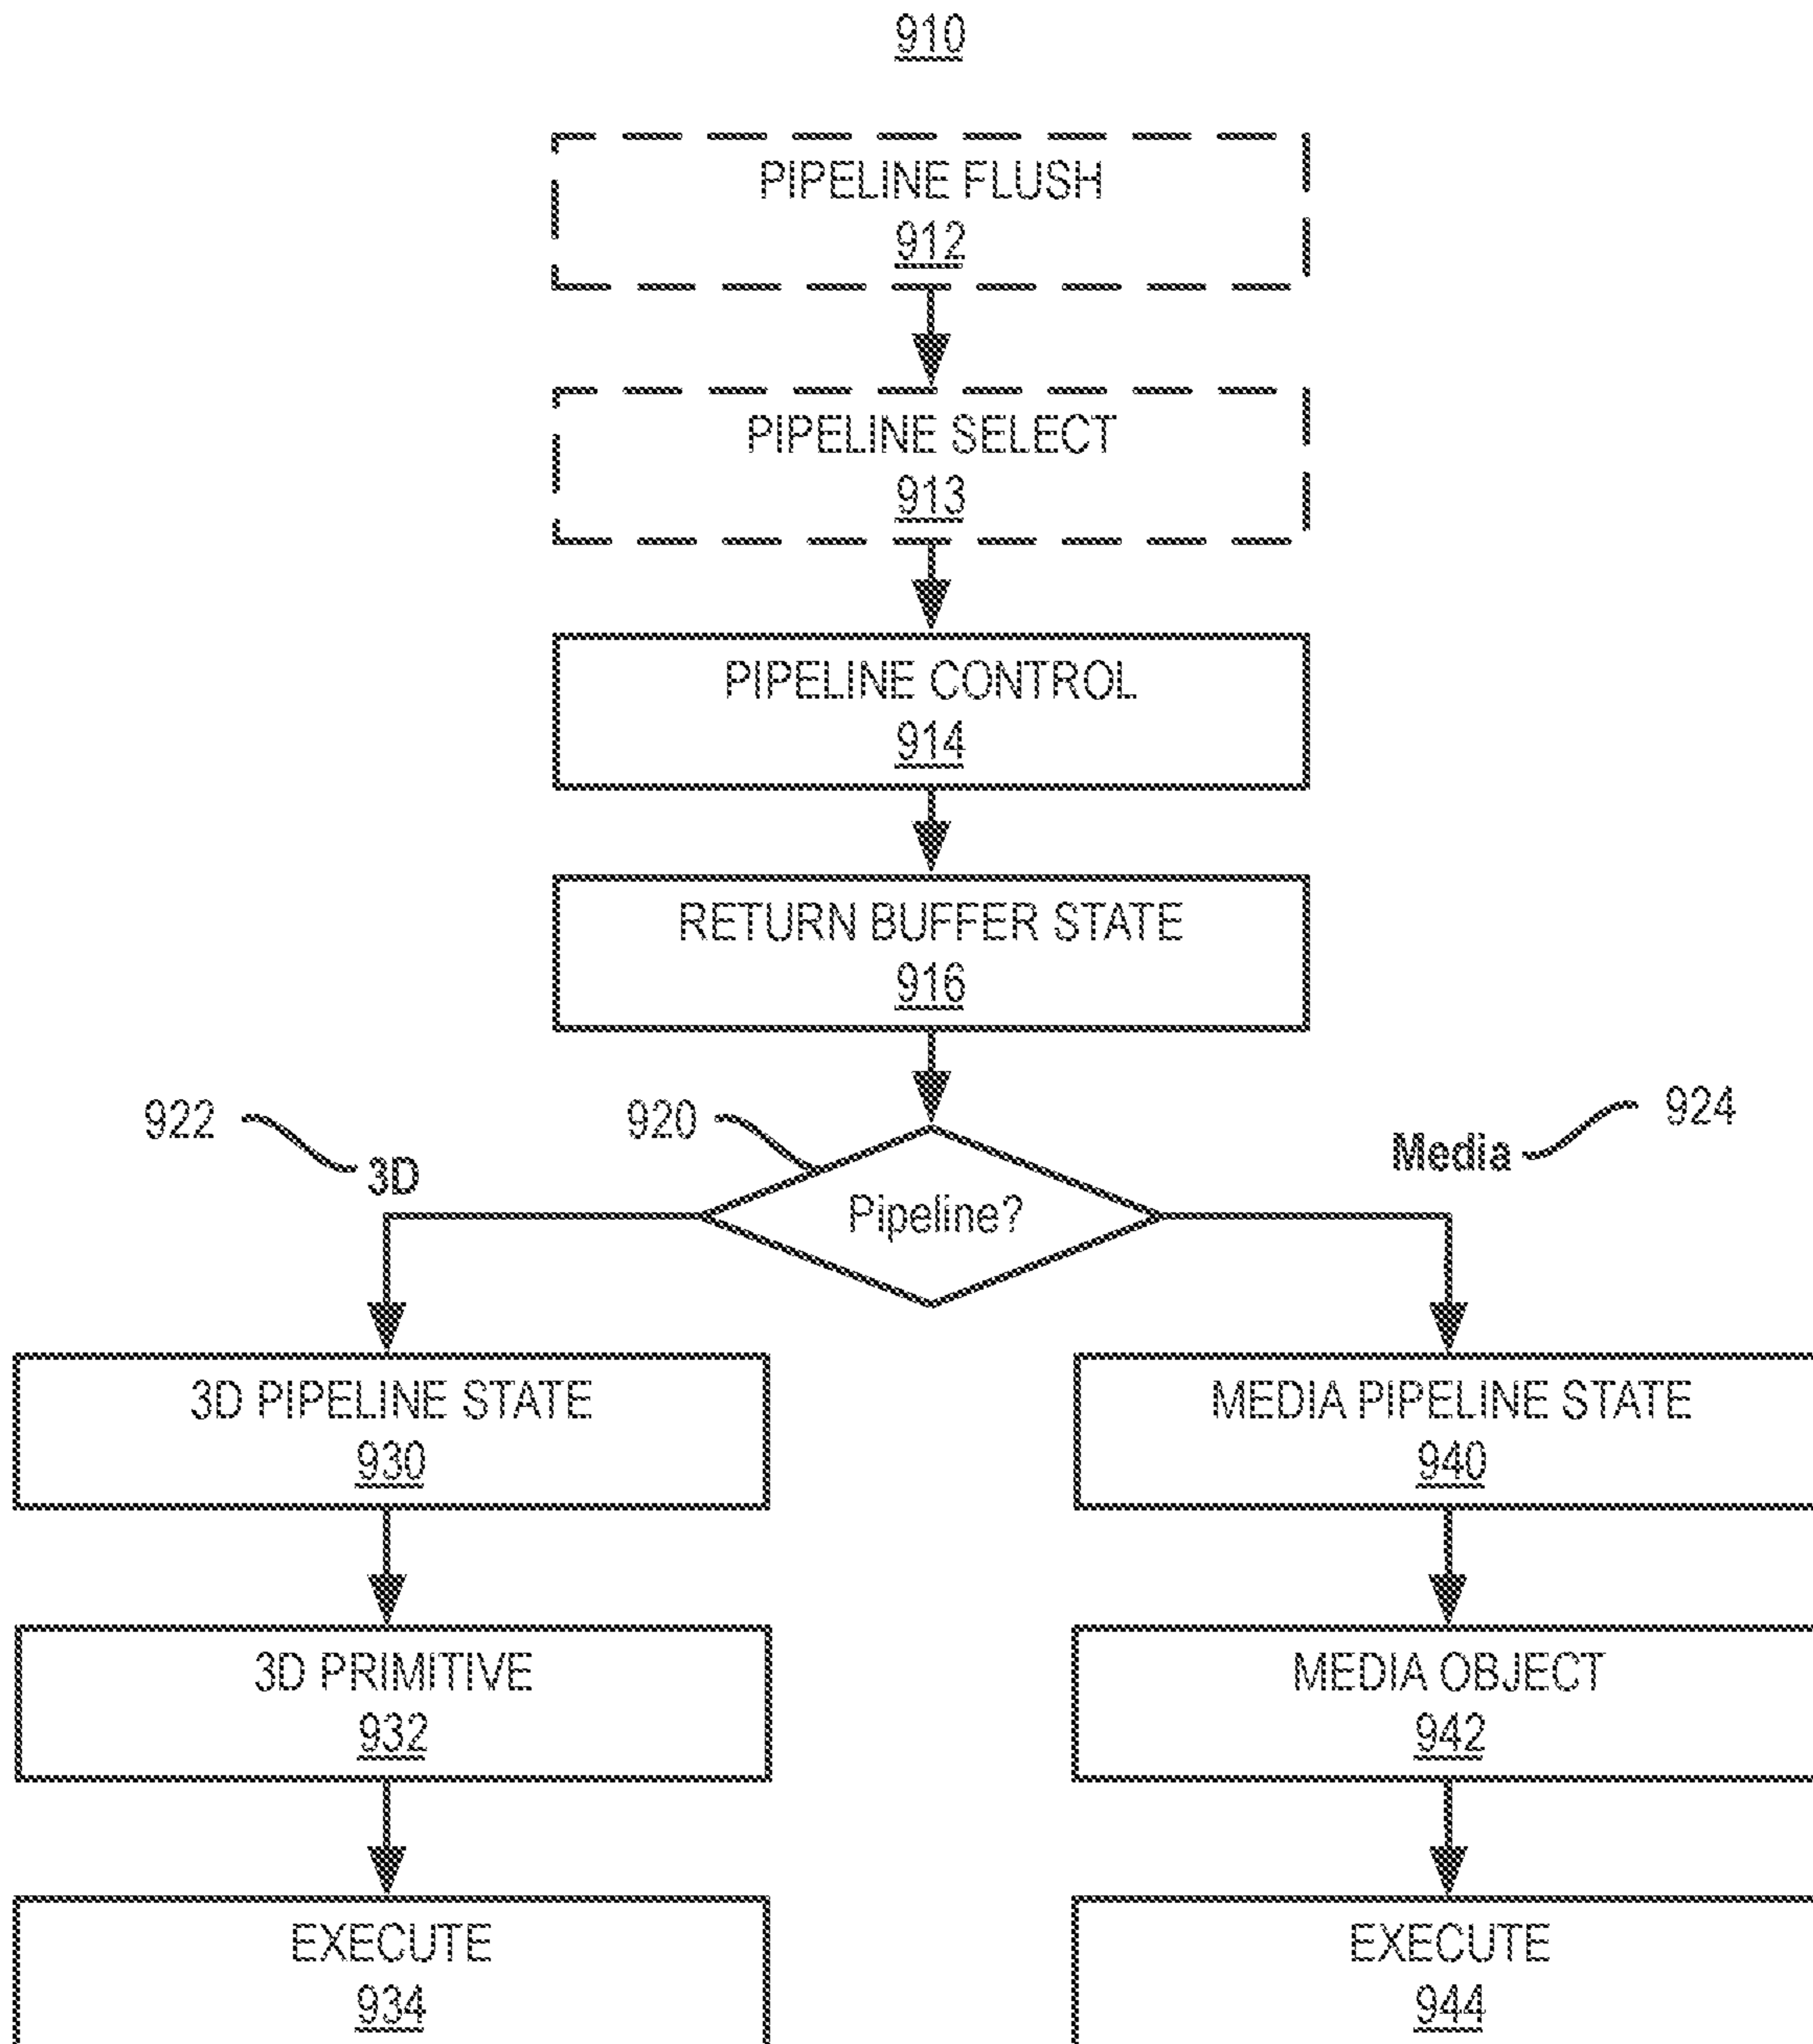 910
PIPELINE FLUSH
912
PIPELINE SELECT
913
PIPELINE CONTROL
914
RETURN BUFFER STATE
916
922
3D
920
Pipeline?
Media
924
3D PIPELINE STATE
930
MEDIA PIPELINE STATE
940
3D PRIMITIVE
932
MEDIA OBJECT
942
EXECUTE
934
EXECUTE
944